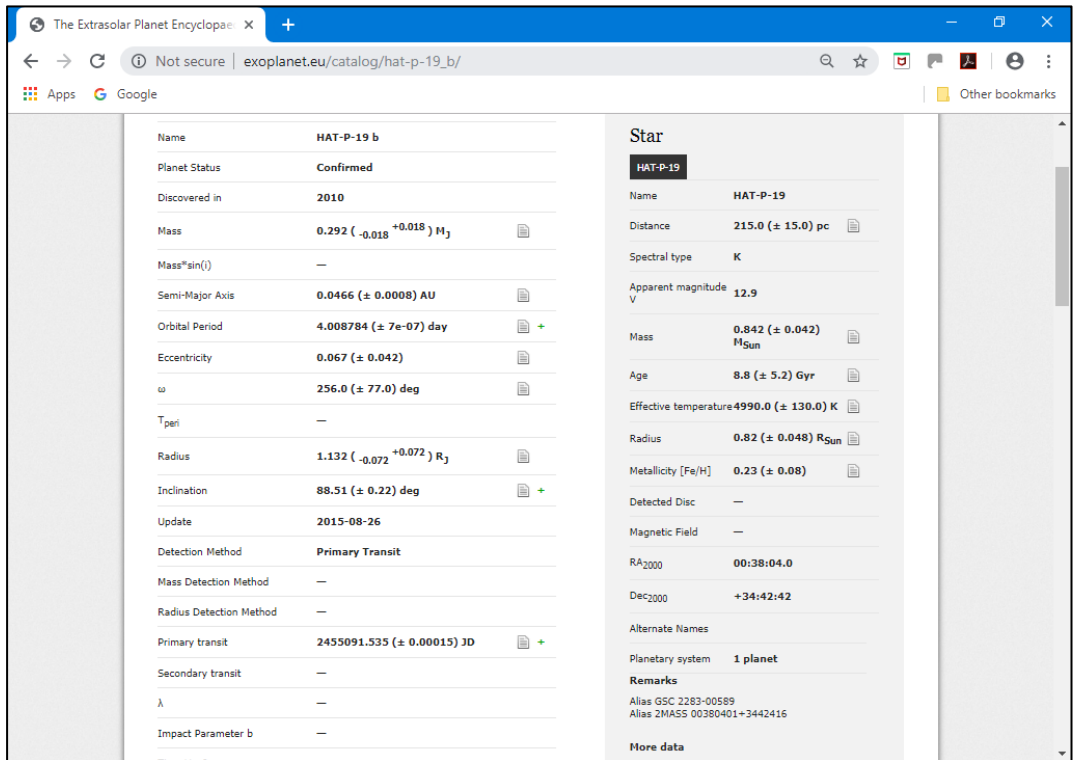 The Extrasolar Planet Encyclopae
Not secure | exoplanet.eu/catalog/hat-p-19_b/
Apps Google Other bookmarks
Name HAT-P-19 b
Planet Status Confirmed
Discovered in 2010
Mass 0.292 ( -0.018 +0.018 ) MJ
Mass*sin(i) —
Semi-Major Axis 0.0466 (± 0.0008) AU
Orbital Period 4.008784 (± 7e-07) day +
Eccentricity 0.067 (± 0.042)
ω 256.0 (± 77.0) deg
Tperi —
Radius 1.132 ( -0.072 +0.072 ) RJ
Inclination 88.51 (± 0.22) deg +
Update 2015-08-26
Detection Method Primary Transit
Mass Detection Method —
Radius Detection Method —
Primary transit 2455091.535 (± 0.00015) JD +
Secondary transit —
λ —
Impact Parameter b —
Star
HAT-P-19
Name HAT-P-19
Distance 215.0 (± 15.0) pc
Spectral type K
Apparent magnitude
V 12.9
Mass 0.842 (± 0.042)
MSun
Age 8.8 (± 5.2) Gyr
Effective temperature 4990.0 (± 130.0) K
Radius 0.82 (± 0.048) RSun
Metallicity [Fe/H] 0.23 (± 0.08)
Detected Disc —
Magnetic Field —
RA2000 00:38:04.0
Dec2000 +34:42:42
Alternate Names
Planetary system 1 planet
Remarks
Alias GSC 2283-00589
Alias 2MASS 00380401+3442416
More data